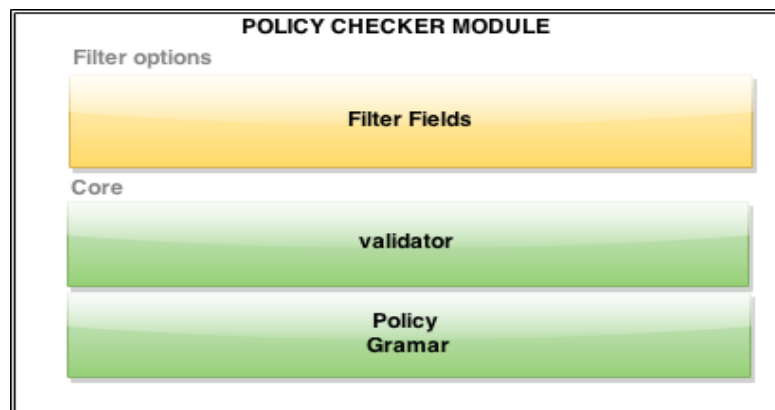 POLICY CHECKER MODULE
Filter options
Filter Fields
Core
validator
Policy
Gramar